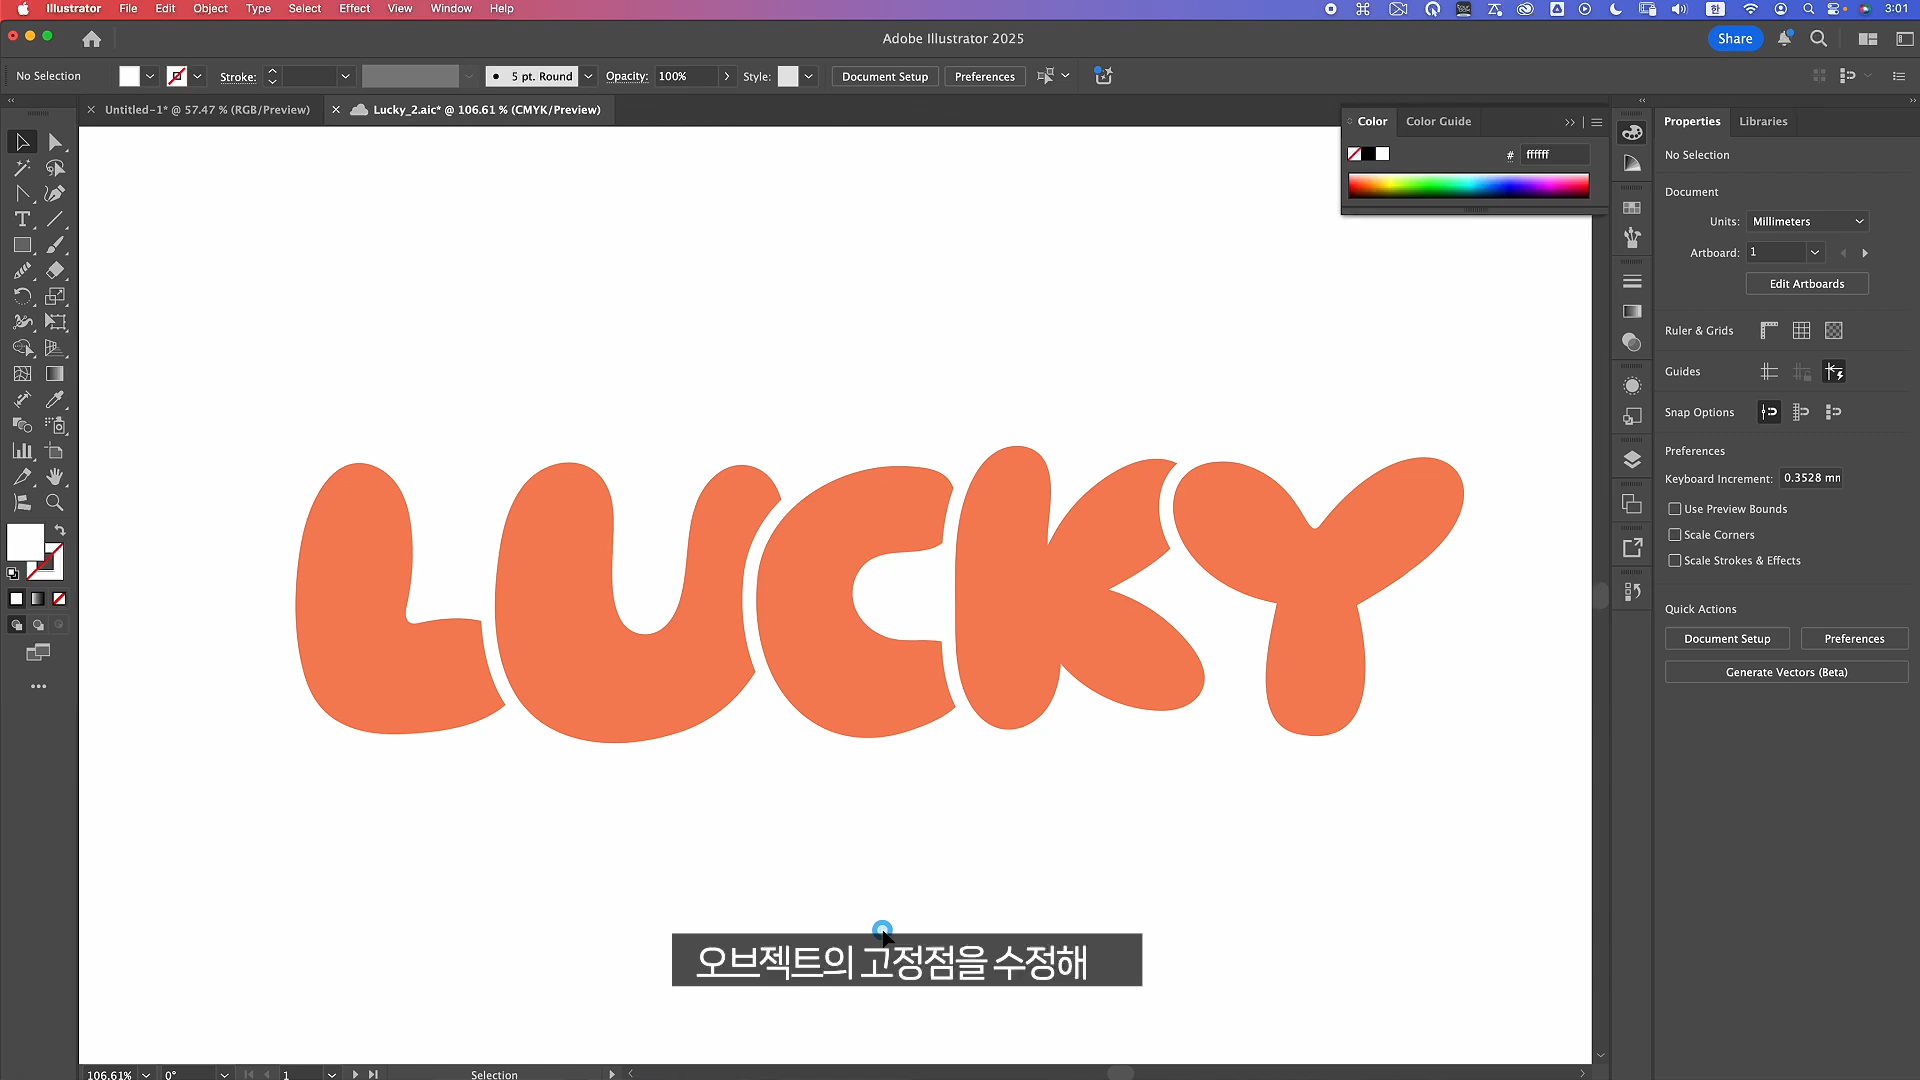 Illustrator File Edit Object Type Select Effect View Window Help 한 3:01
Adobe Illustrator 2025 Share
No Selection Stroke: 5 pt. Round Opacity: 100% Style: Document Setup Preferences
Untitled-1* @ 57.47 % (RGB/Preview) Lucky_2.aic* @ 106.61 % (CMYK/Preview)
Color Color Guide
# ffffff
Properties Libraries
No Selection
Document
Units: Millimeters
Artboard: 1
Edit Artboards
Ruler & Grids
Guides
Snap Options
Preferences
Keyboard Increment: 0.3528 mm
Use Preview Bounds
Scale Corners
Scale Strokes & Effects
Quick Actions
Document Setup Preferences
Generate Vectors (Beta)
LUCKY
오브젝트의 고정점을 수정해
106.61% 0° 1 Selection